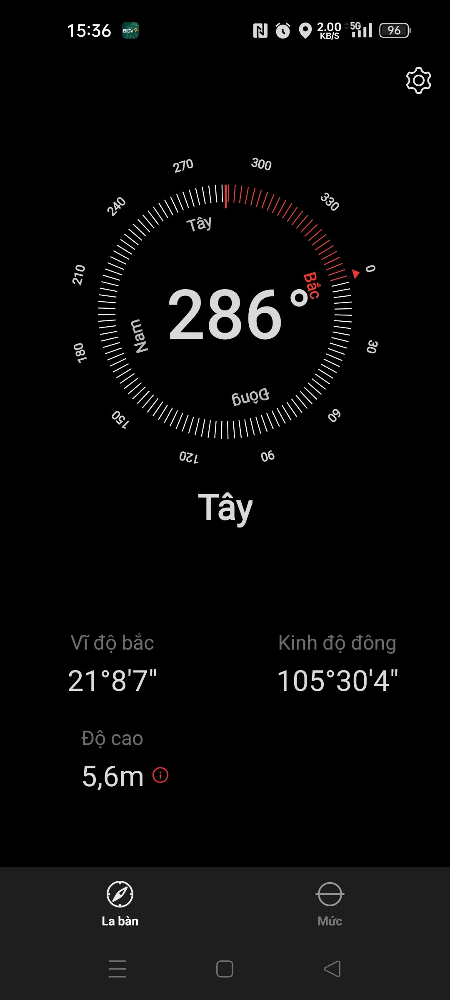 15:36 BIDV 2.00 KB/S 5G 96
270 300
240 330
Tây
210 0
Bắc
286°
Nam
180 30
Đông
150 60
120 90
Tây
Vĩ độ bắc Kinh độ đông
21°8'7" 105°30'4"
Độ cao
5,6m
La bàn Mức